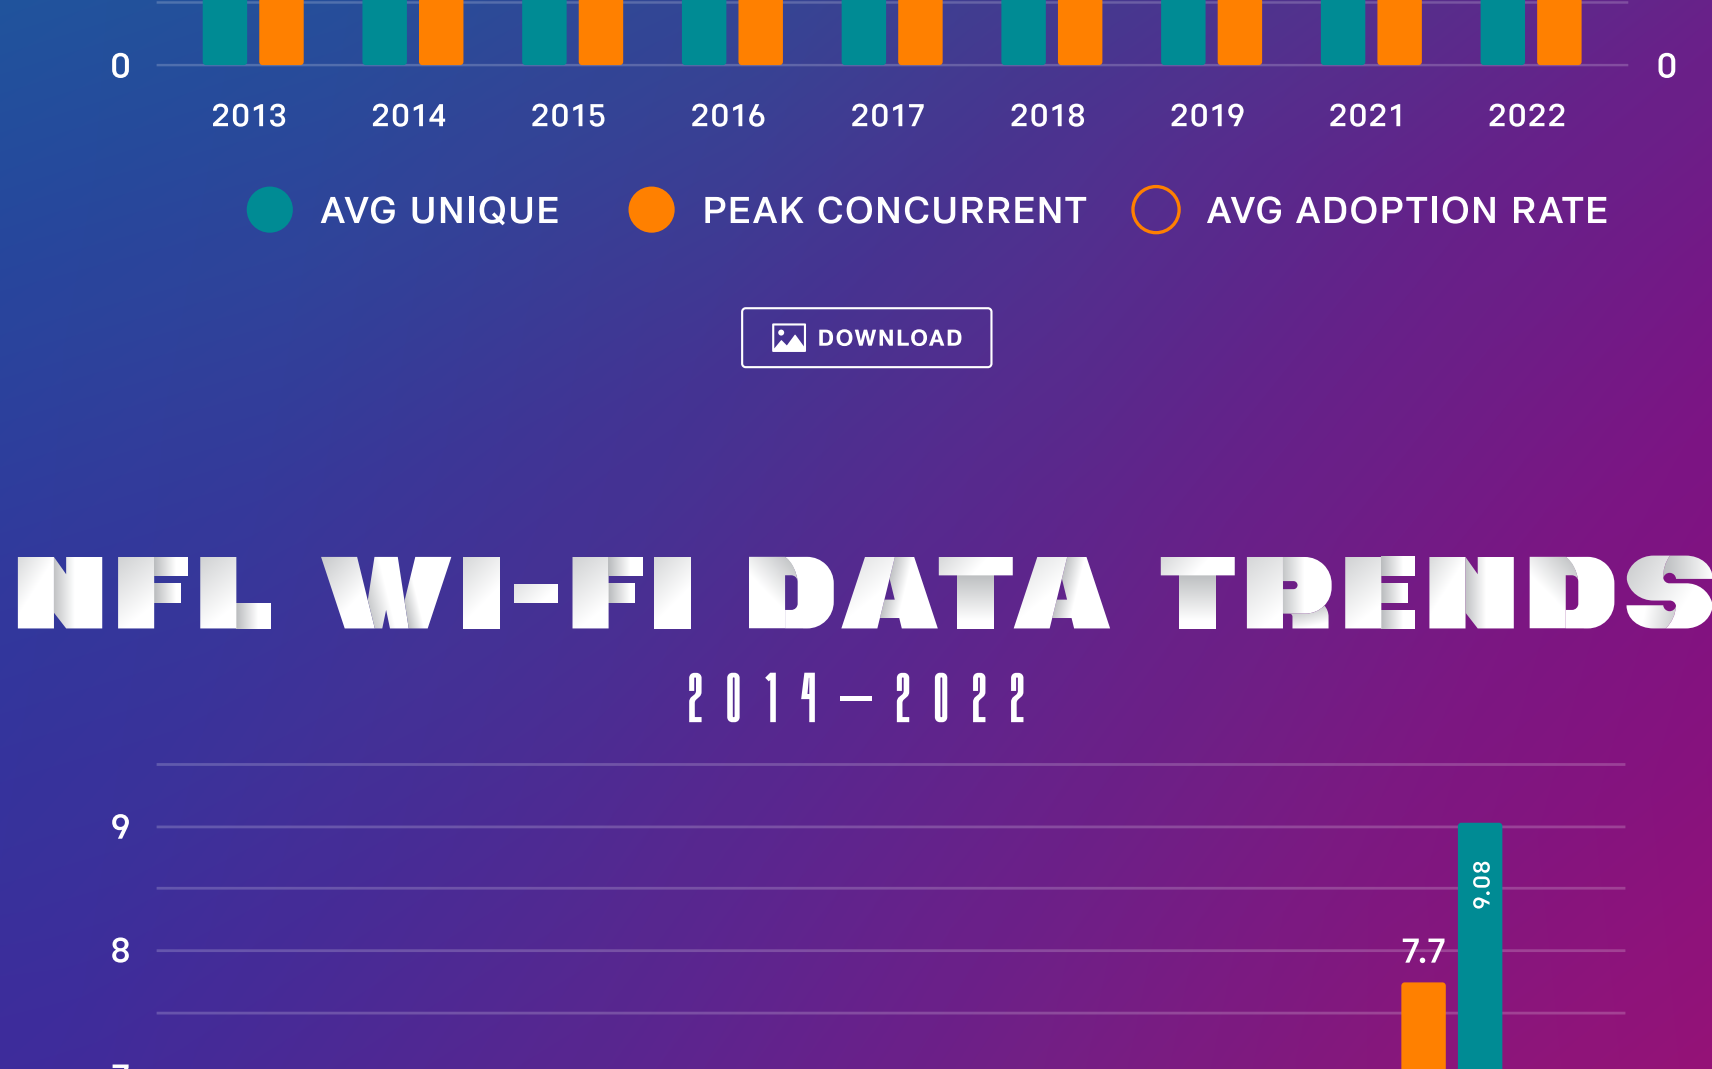 0 0
2013 2014 2015 2016 2017 2018 2019 2021 2022
AVG UNIQUE PEAK CONCURRENT AVG ADOPTION RATE
DOWNLOAD
NFL WI-FI DATA TRENDS
2014—2022
9
9.08
8
7.7